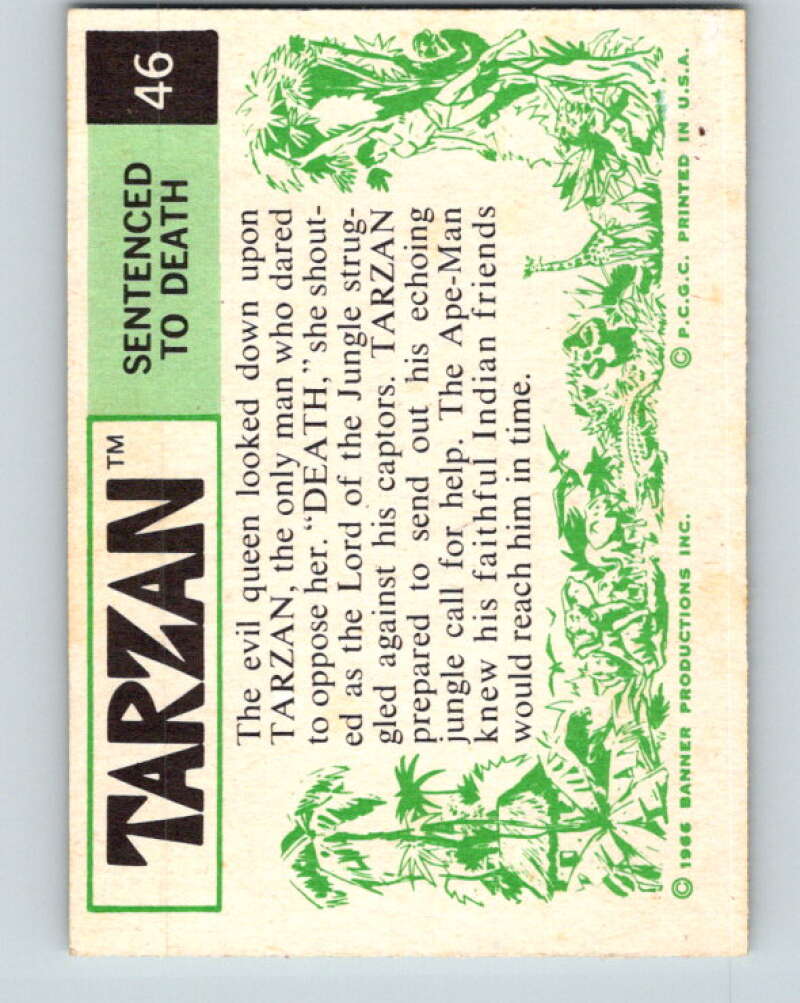 TARZAN™
SENTENCED
TO DEATH
46
The evil queen looked down upon
TARZAN, the only man who dared
to oppose her. “DEATH,” she shout-
ed as the Lord of the Jungle strug-
gled against his captors. TARZAN
prepared to send out his echoing
jungle call for help. The Ape-Man
knew his faithful Indian friends
would reach him in time.
© 1966 BANNER PRODUCTIONS INC. © P.C.G.C. PRINTED IN U.S.A.